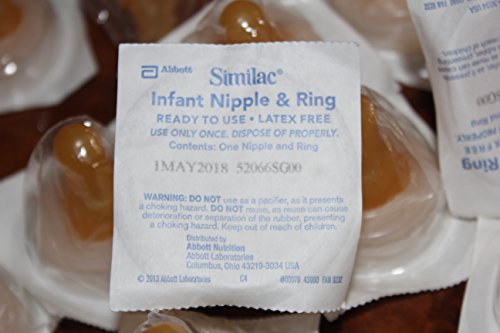 Abbott
Similac®
Infant Nipple & Ring
READY TO USE • LATEX FREE
USE ONLY ONCE. DISPOSE OF PROPERLY.
Contents: One Nipple and Ring
1MAY2018 52066SG00
WARNING: DO NOT use as a pacifier, as it presents
a choking hazard. DO NOT reuse, as reuse can cause
deterioration or separation of the rubber, presenting
a choking hazard. Keep out of reach of children.
Distributed by
Abbott Nutrition
Abbott Laboratories
Columbus, Ohio 43219-3034 USA
© 2013 Abbott Laboratories
C4
Ring